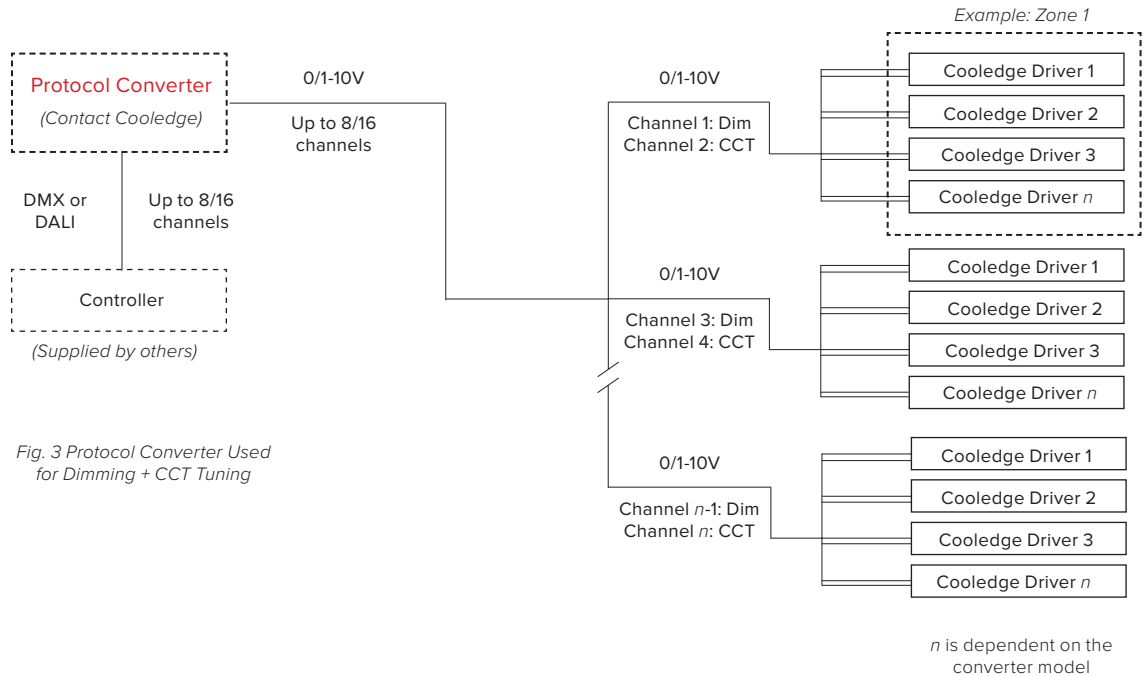 Example: Zone 1
Protocol Converter
(Contact Cooledge)
0/1-10V
Up to 8/16
channels
DMX or
DALI
Up to 8/16
channels
Controller
(Supplied by others)
Fig. 3 Protocol Converter Used
for Dimming + CCT Tuning
0/1-10V
Channel 1: Dim
Channel 2: CCT
Cooledge Driver 1
Cooledge Driver 2
Cooledge Driver 3
Cooledge Driver n
0/1-10V
Channel 3: Dim
Channel 4: CCT
Cooledge Driver 1
Cooledge Driver 2
Cooledge Driver 3
Cooledge Driver n
0/1-10V
Channel n-1: Dim
Channel n: CCT
Cooledge Driver 1
Cooledge Driver 2
Cooledge Driver 3
Cooledge Driver n
n is dependent on the
converter model